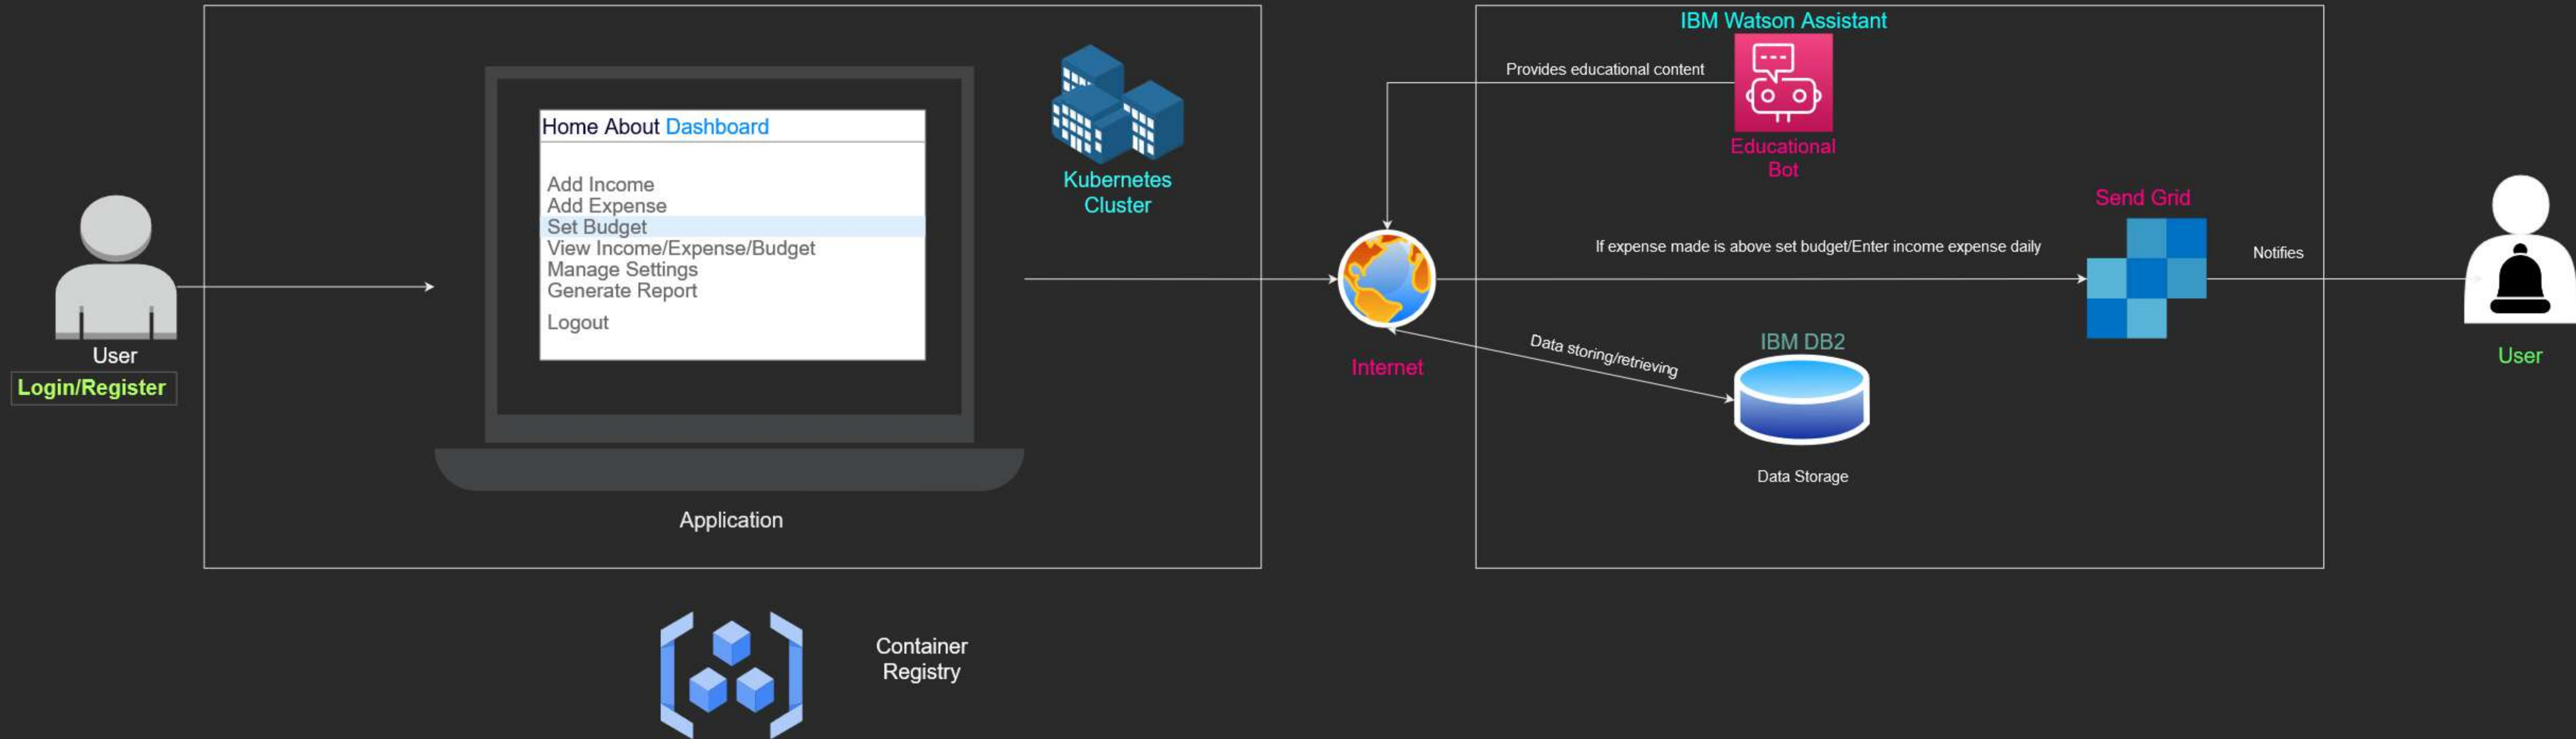 User
Login/Register
Home About Dashboard
Add Income
Add Expense
Set Budget
View Income/Expense/Budget
Manage Settings
Generate Report
Logout
Application
Kubernetes
Cluster
Container
Registry
Internet
IBM Watson Assistant
Provides educational content
Educational
Bot
If expense made is above set budget/Enter income expense daily
Data storing/retrieving
IBM DB2
Data Storage
Send Grid
Notifies
User